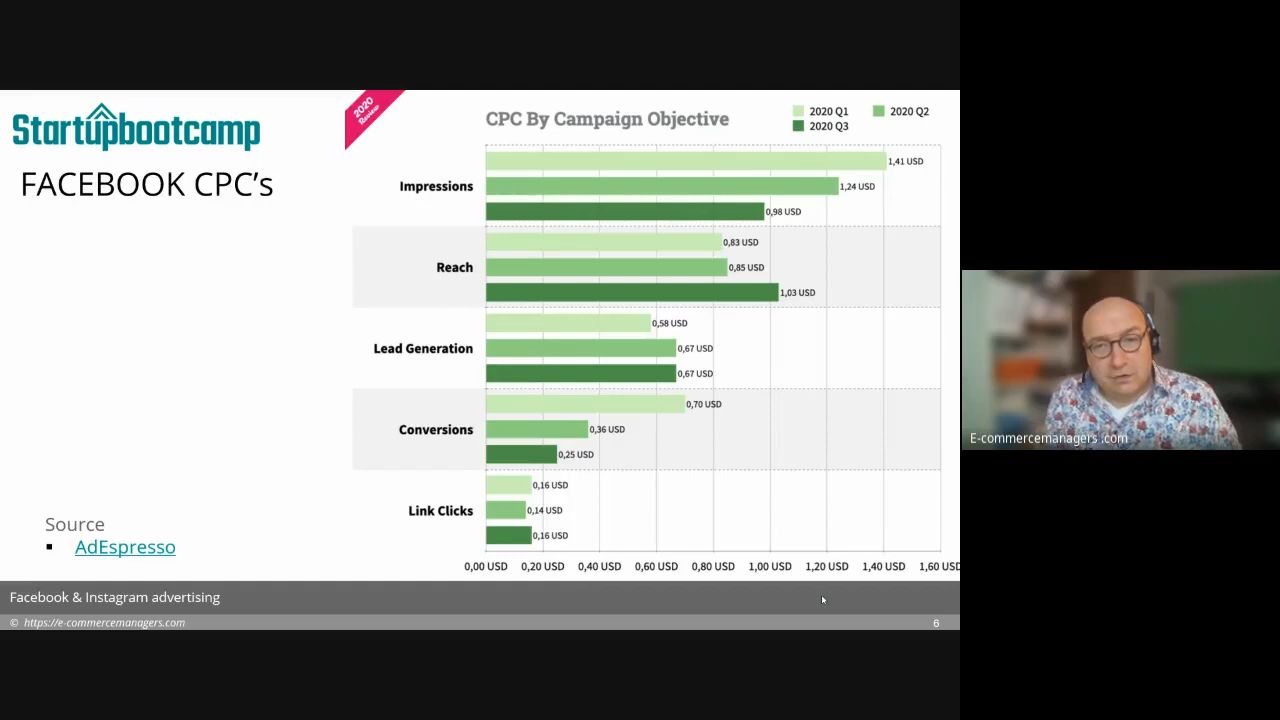 Startupbootcamp
FACEBOOK CPC’s
2020
Review
CPC By Campaign Objective
2020 Q1
2020 Q2
2020 Q3
Impressions
1,41 USD
1,24 USD
0,98 USD
Reach
0,83 USD
0,85 USD
1,03 USD
Lead Generation
0,58 USD
0,67 USD
0,67 USD
Conversions
0,70 USD
0,36 USD
0,25 USD
Link Clicks
0,16 USD
0,14 USD
0,16 USD
0,00 USD 0,20 USD 0,40 USD 0,60 USD 0,80 USD 1,00 USD 1,20 USD 1,40 USD 1,60 USD
Source
▪ AdEspresso
Facebook & Instagram advertising
© https://e-commercemanagers.com
6
E-commercemanagers .com